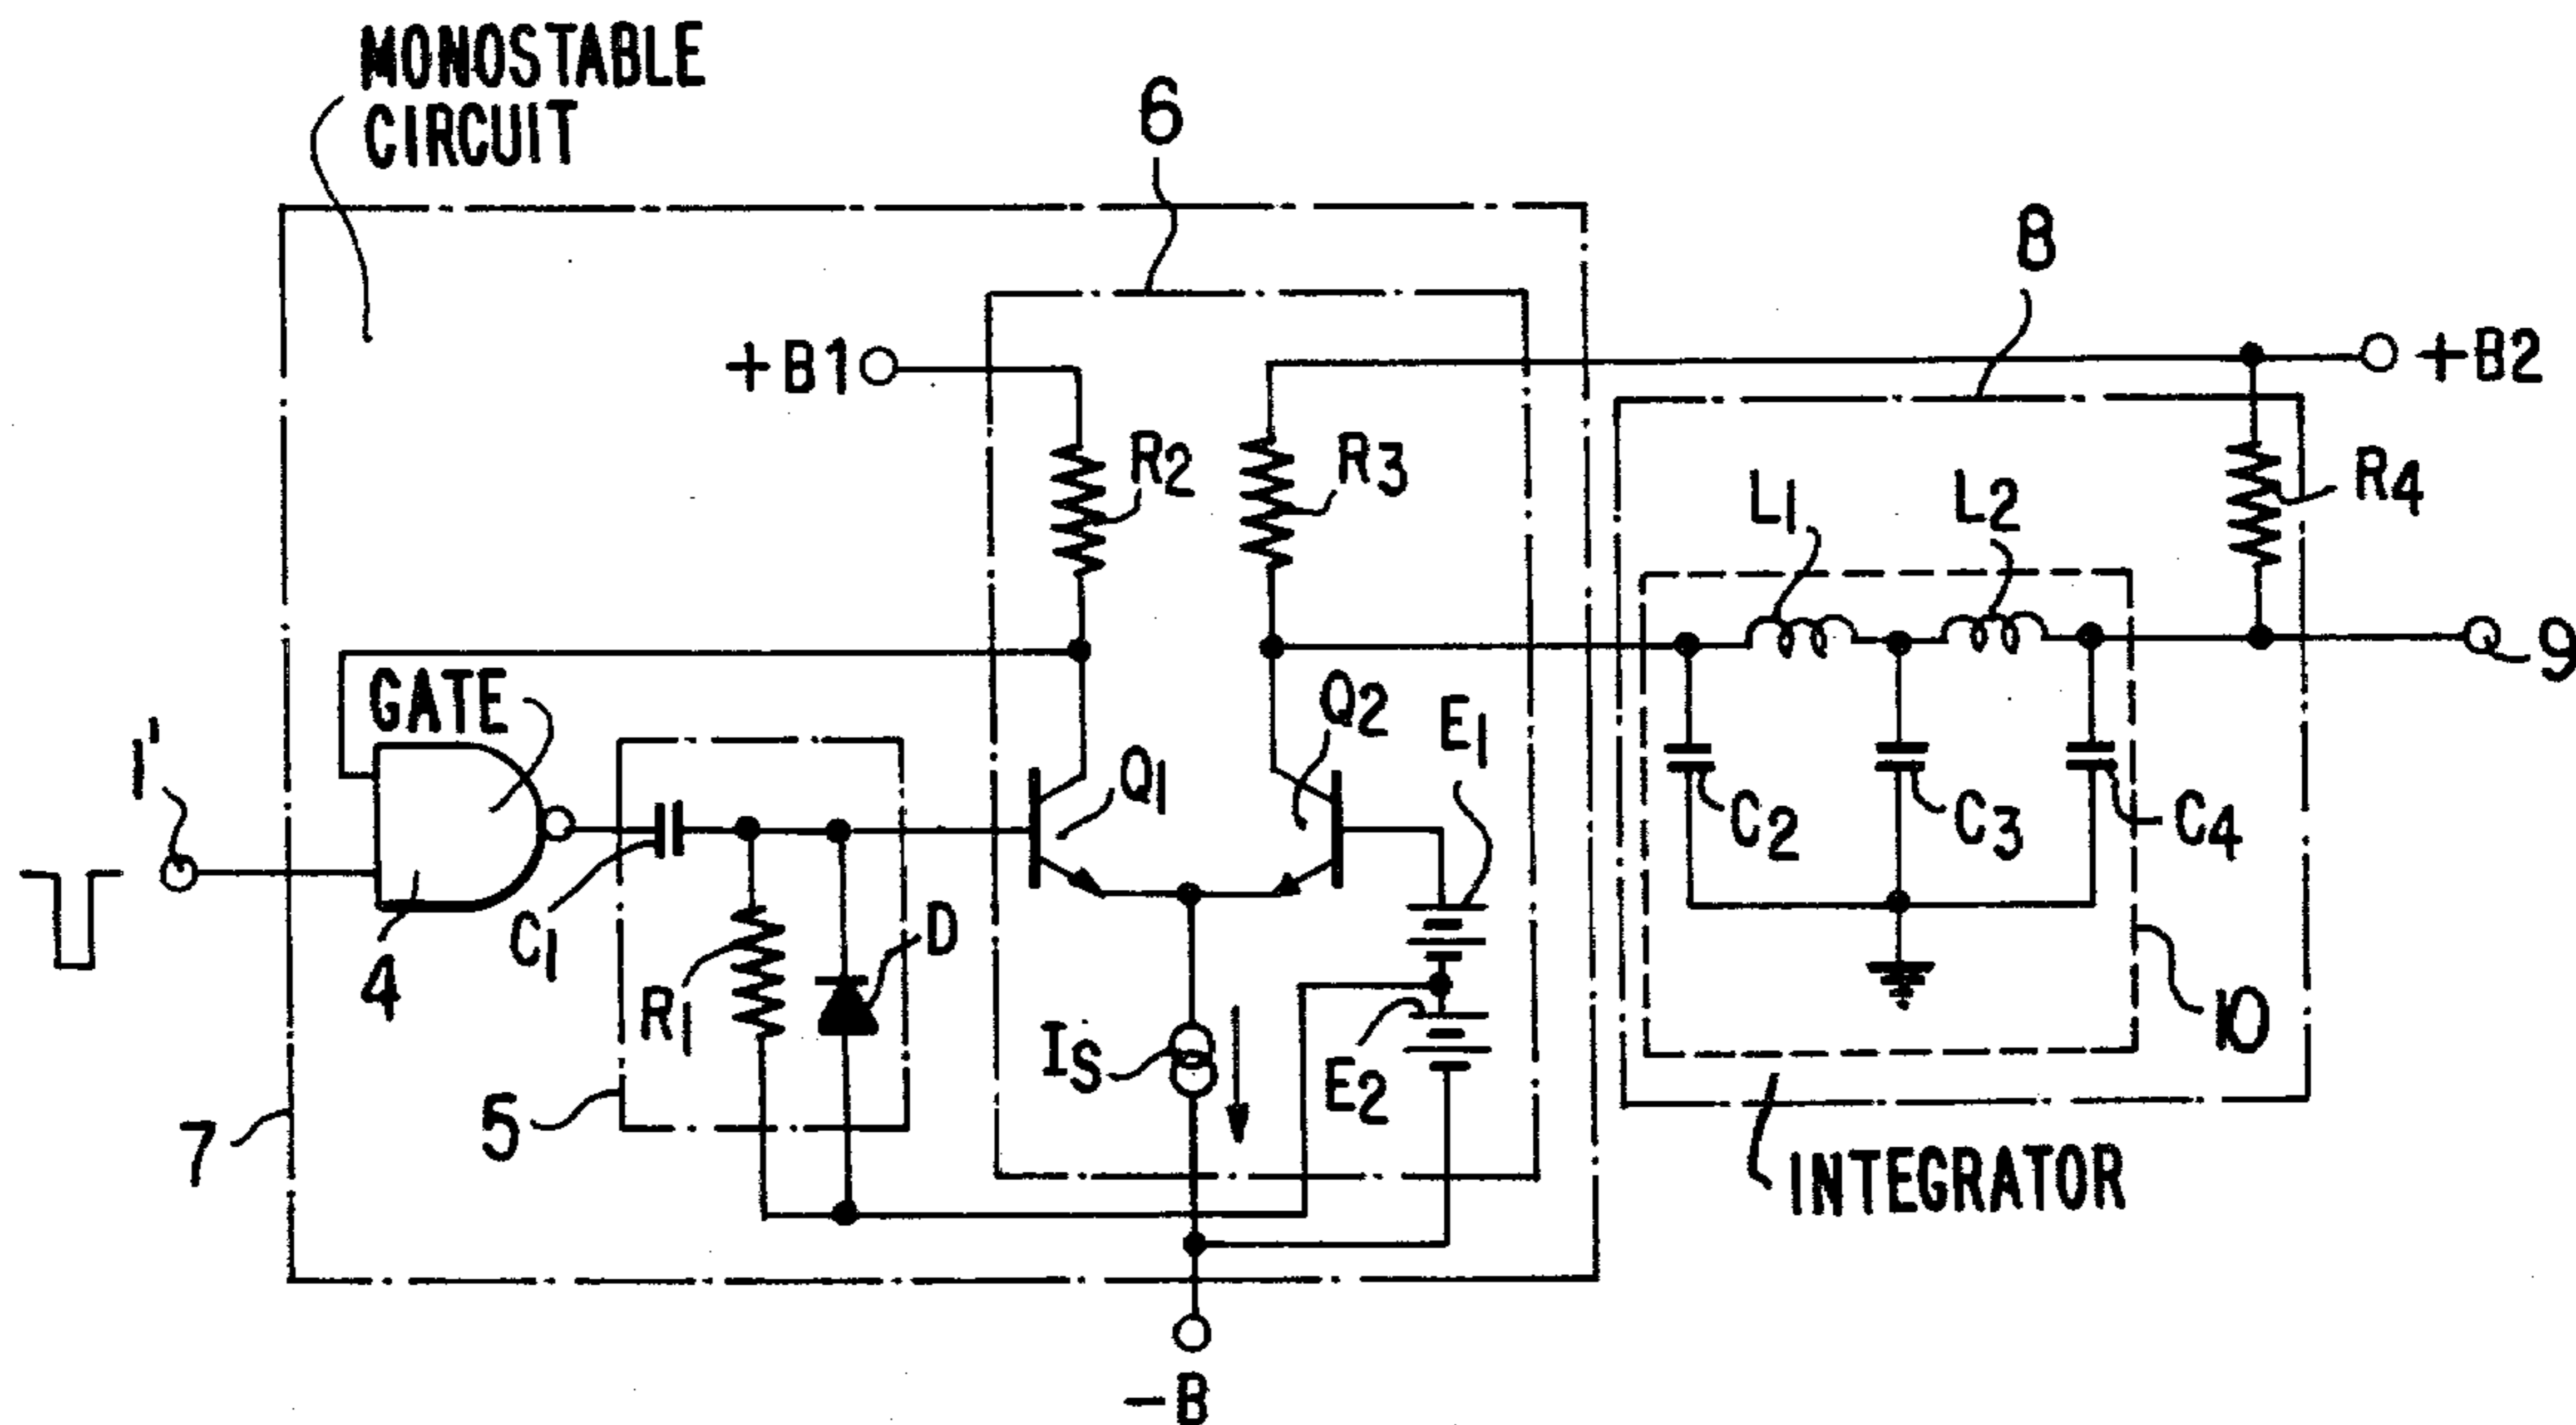 MONOSTABLE
CIRCUIT
6
8
+B1
+B2
R2
R3
L1
L2
R4
GATE
1'
Q1
Q2
E1
9
C2
C3
C4
4
C1
R1
D
IS
E2
10
7
5
INTEGRATOR
-B